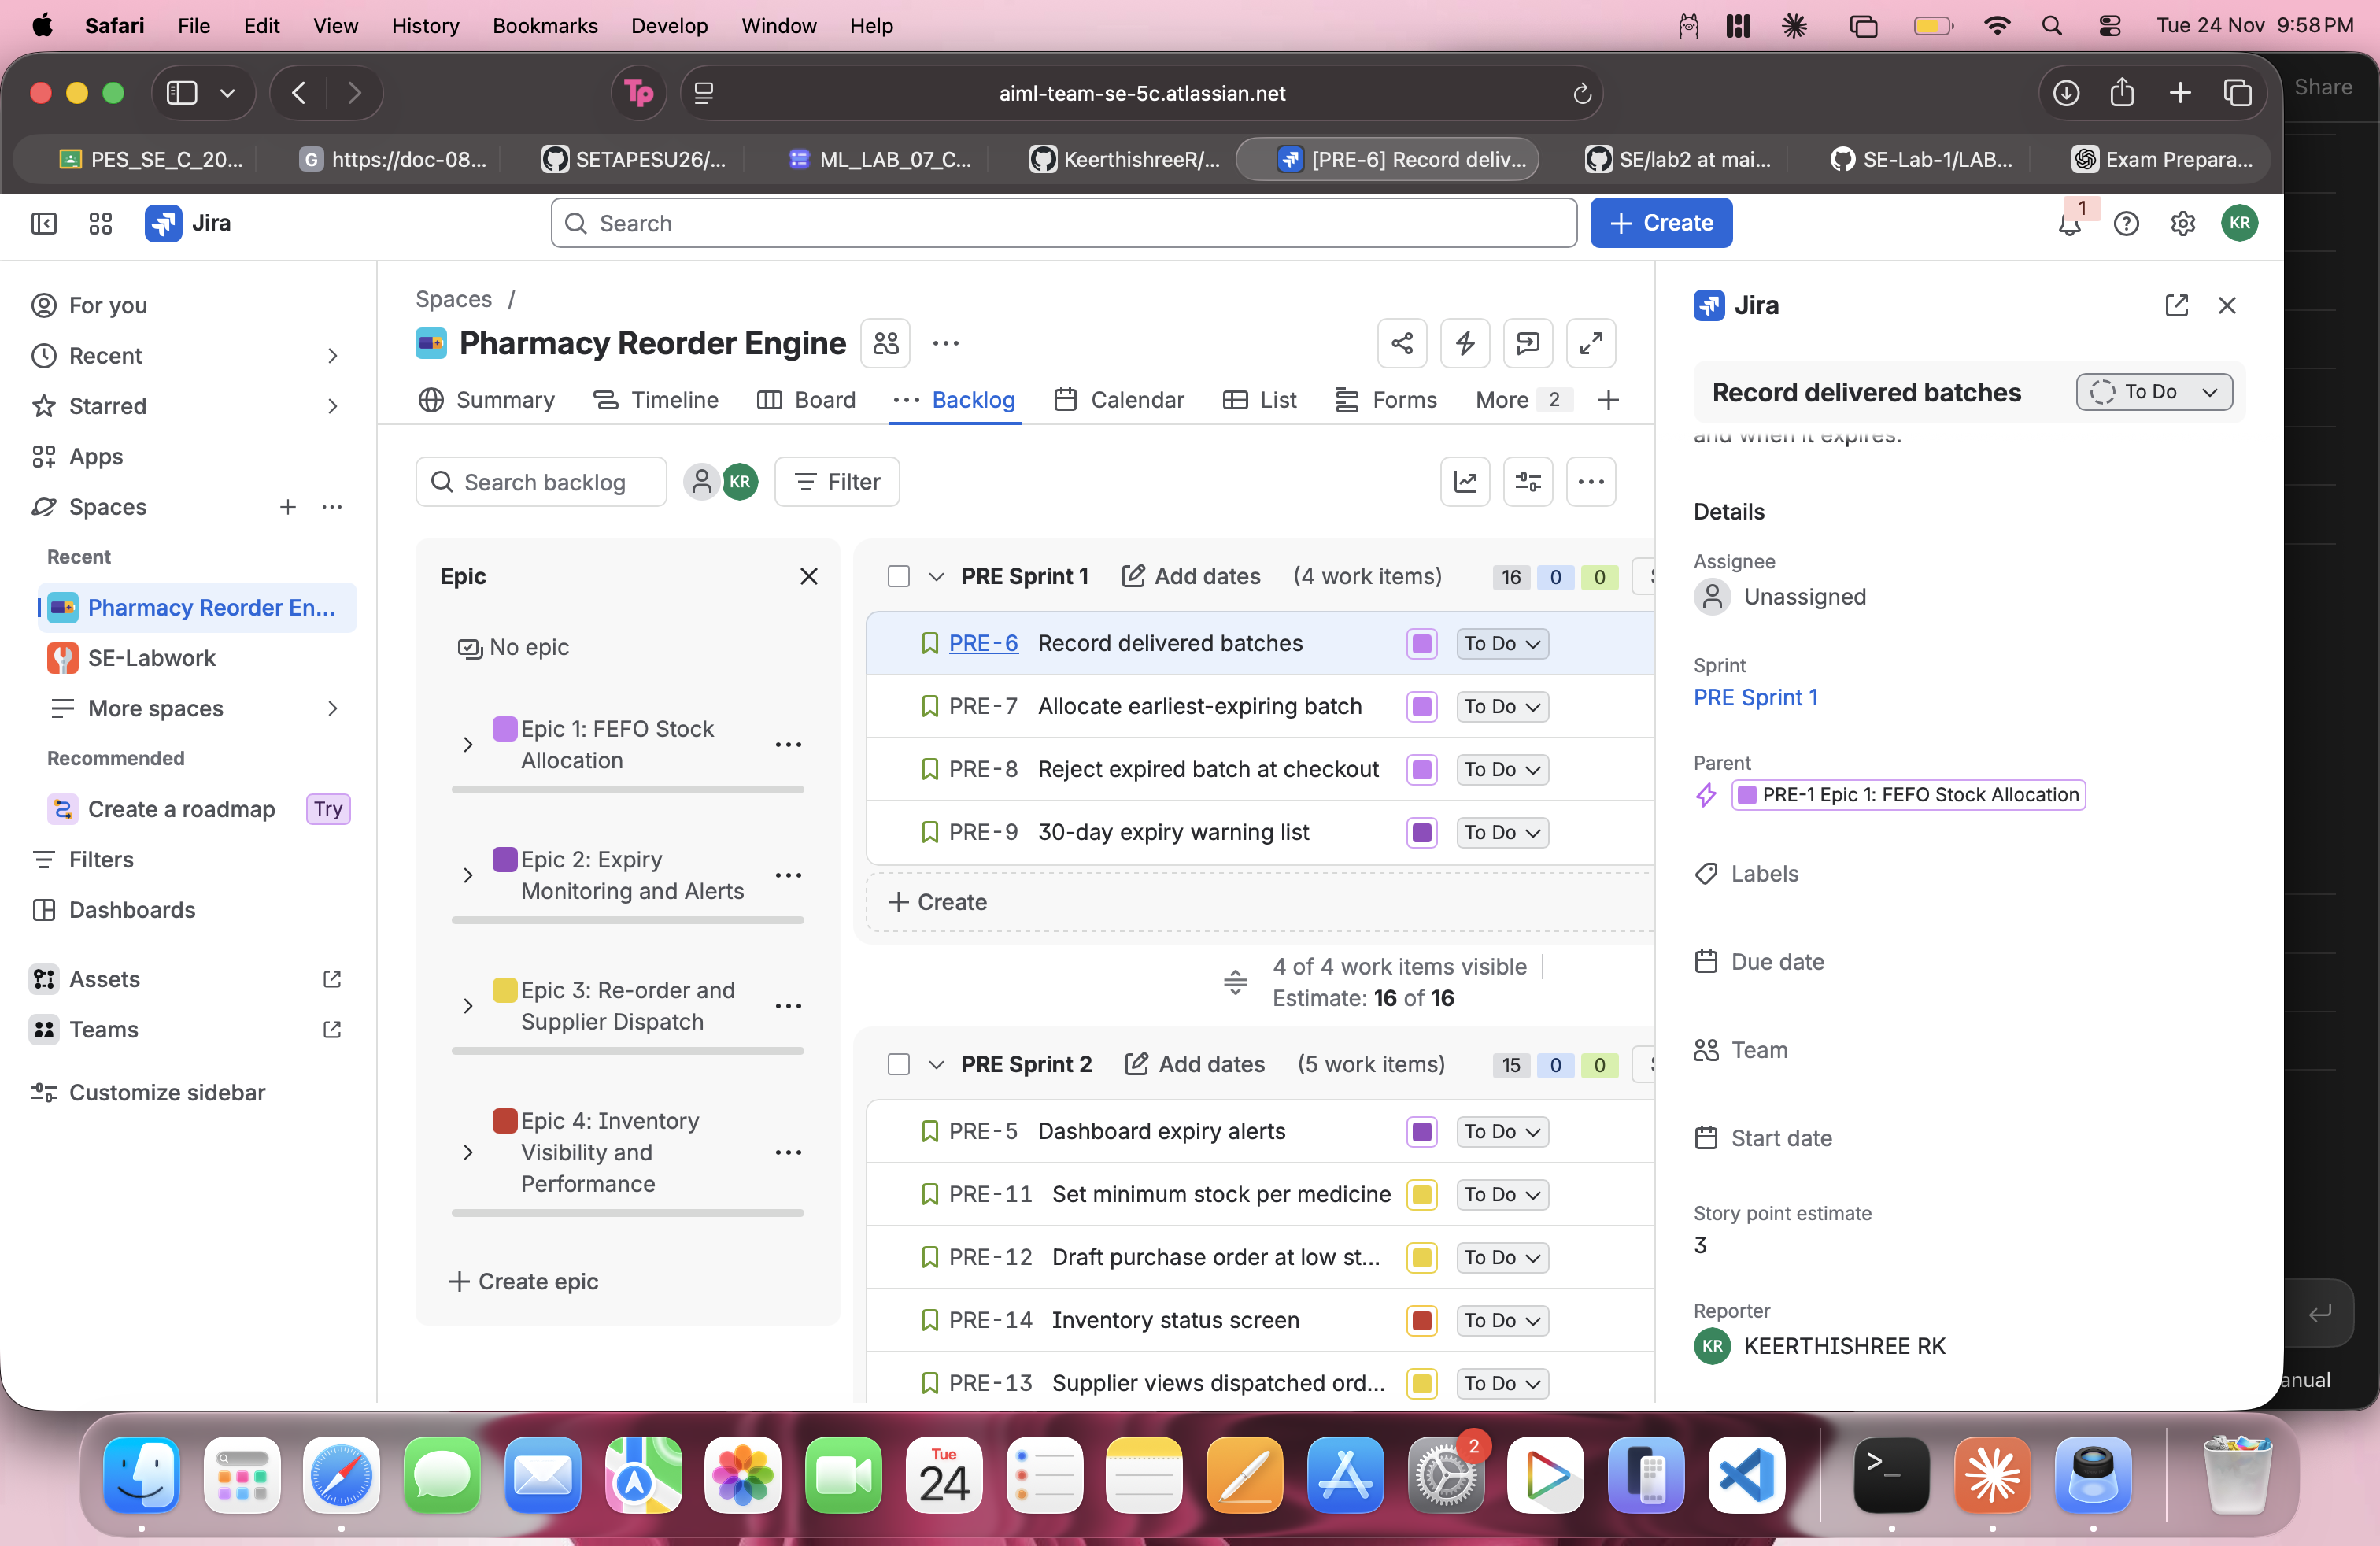 Safari File Edit View History Bookmarks Develop Window Help Tue 24 Nov 9:58 PM
Share
Tp aiml-team-se-5c.atlassian.net
PES_SE_C_20... G https://doc-08... SETAPESU26/... ML_LAB_07_C... KeerthishreeR/... [PRE-6] Record deliv... SE/lab2 at mai... SE-Lab-1/LAB... Exam Prepara...
Jira Search + Create 1 KR
For you
Recent
Starred
Apps
Spaces
Recent
Pharmacy Reorder En...
SE-Labwork
More spaces
Recommended
Create a roadmap Try
Filters
Dashboards
Assets
Teams
Customize sidebar
Spaces /
Pharmacy Reorder Engine
Summary Timeline Board Backlog Calendar List Forms More 2
Search backlog KR Filter
Epic
No epic
Epic 1: FEFO Stock
Allocation
Epic 2: Expiry
Monitoring and Alerts
Epic 3: Re-order and
Supplier Dispatch
Epic 4: Inventory
Visibility and
Performance
+ Create epic
PRE Sprint 1 Add dates (4 work items) 16 0 0
PRE-6 Record delivered batches To Do
PRE-7 Allocate earliest-expiring batch To Do
PRE-8 Reject expired batch at checkout To Do
PRE-9 30-day expiry warning list To Do
+ Create
4 of 4 work items visible
Estimate: 16 of 16
PRE Sprint 2 Add dates (5 work items) 15 0 0
PRE-5 Dashboard expiry alerts To Do
PRE-11 Set minimum stock per medicine To Do
PRE-12 Draft purchase order at low st... To Do
PRE-14 Inventory status screen To Do
PRE-13 Supplier views dispatched ord... To Do
Jira
Record delivered batches To Do
and when it expires.
Details
Assignee
Unassigned
Sprint
PRE Sprint 1
Parent
PRE-1 Epic 1: FEFO Stock Allocation
Labels
Due date
Team
Start date
Story point estimate
3
Reporter
KR KEERTHISHREE RK
anual
Tue
24
2